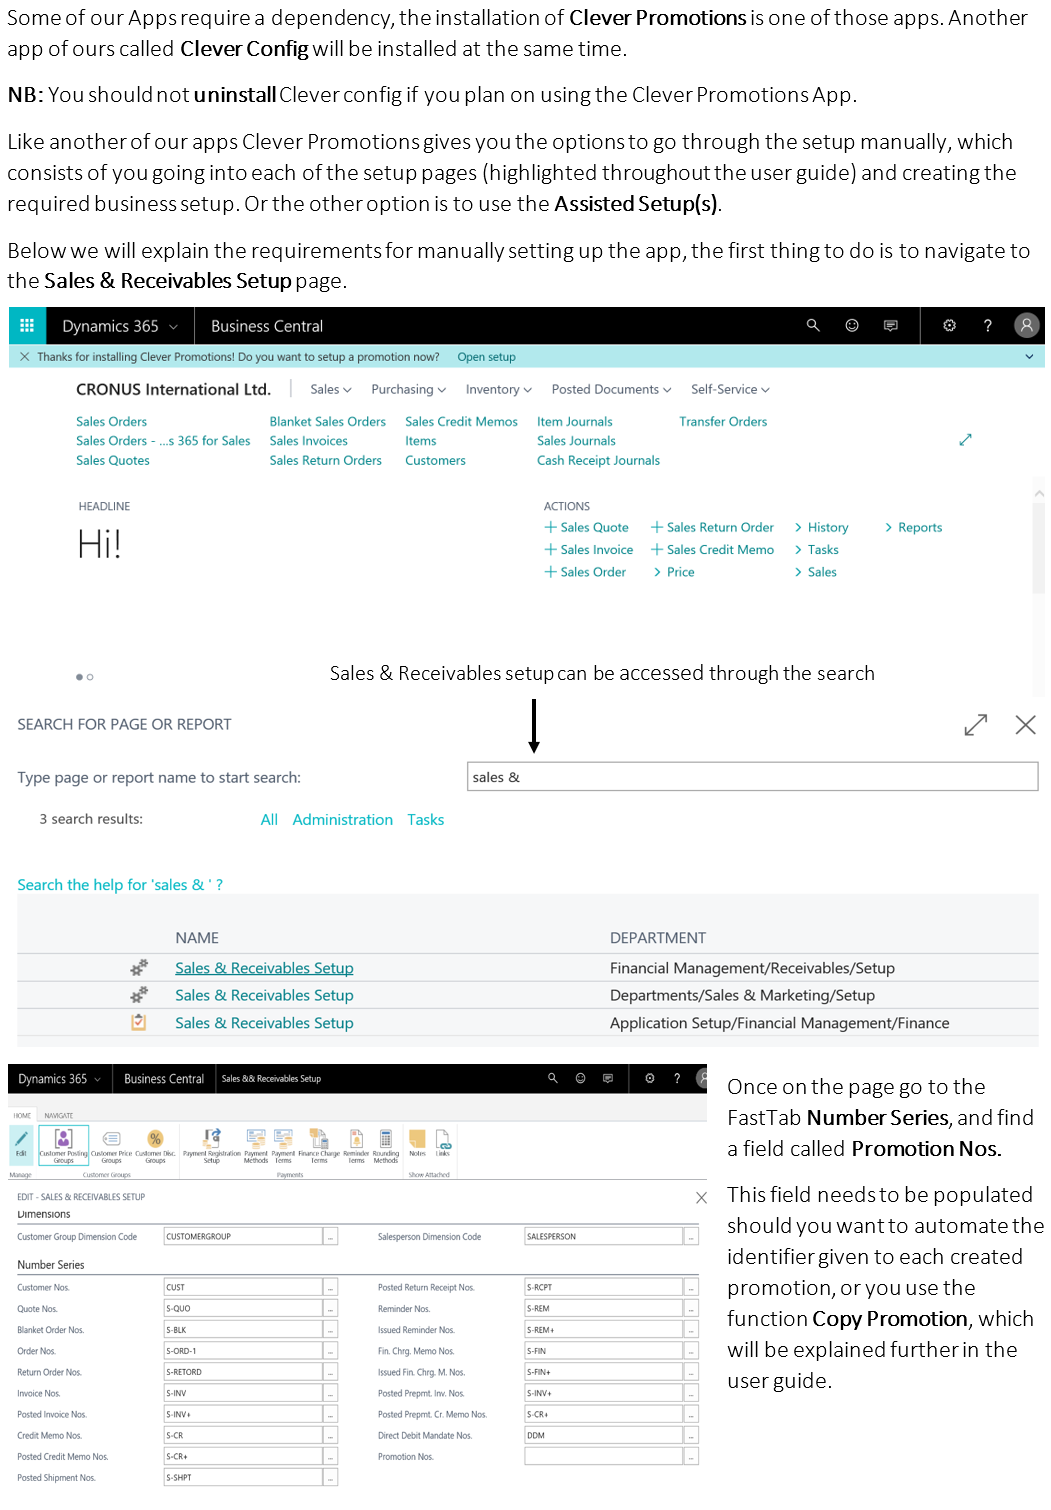 Some of our Apps require a dependency, the installation of Clever Promotions is one of those apps. Another
app of ours called Clever Config will be installed at the same time.
NB: You should not uninstall Clever config if you plan on using the Clever Promotions App.
Like another of our apps Clever Promotions gives you the options to go through the setup manually, which
consists of you going into each of the setup pages (highlighted throughout the user guide) and creating the
required business setup. Or the other option is to use the Assisted Setup(s).
Below we will explain the requirements for manually setting up the app, the first thing to do is to navigate to
the Sales & Receivables Setup page.
Dynamics 365 Business Central ?
Thanks for installing Clever Promotions! Do you want to setup a promotion now? Open setup
CRONUS International Ltd. Sales Purchasing Inventory Posted Documents Self-Service
Sales Orders Blanket Sales Orders Sales Credit Memos Item Journals Transfer Orders
Sales Orders - ...s 365 for Sales Sales Invoices Items Sales Journals
Sales Quotes Sales Return Orders Customers Cash Receipt Journals
HEADLINE ACTIONS
Hi!
+ Sales Quote + Sales Return Order > History > Reports
+ Sales Invoice + Sales Credit Memo > Tasks
+ Sales Order > Price > Sales
Sales & Receivables setup can be accessed through the search
SEARCH FOR PAGE OR REPORT
Type page or report name to start search: sales &
3 search results: All Administration Tasks
Search the help for 'sales & ' ?
NAME DEPARTMENT
Sales & Receivables Setup Financial Management/Receivables/Setup
Sales & Receivables Setup Departments/Sales & Marketing/Setup
Sales & Receivables Setup Application Setup/Financial Management/Finance
Dynamics 365 Business Central Sales && Receivables Setup ?
HOME NAVIGATE
Edit Customer Posting Groups Customer Price Groups Customer Disc. Groups Payment Registration Setup Payment Methods Payment Terms Finance Charge Terms Reminder Terms Rounding Methods Notes Links
Manage Customer Groups Payments Show Attached
EDIT - SALES & RECEIVABLES SETUP
Dimensions
Customer Group Dimension Code CUSTOMERGROUP ... Salesperson Dimension Code SALESPERSON ...
Number Series
Customer Nos. CUST ... Posted Return Receipt Nos. S-RCPT ...
Quote Nos. S-QUO ... Reminder Nos. S-REM ...
Blanket Order Nos. S-BLK ... Issued Reminder Nos. S-REM+ ...
Order Nos. S-ORD-1 ... Fin. Chrg. Memo Nos. S-FIN ...
Return Order Nos. S-RETORD ... Issued Fin. Chrg. M. Nos. S-FIN+ ...
Invoice Nos. S-INV ... Posted Prepmt. Inv. Nos. S-INV+ ...
Posted Invoice Nos. S-INV+ ... Posted Prepmt. Cr. Memo Nos. S-CR+ ...
Credit Memo Nos. S-CR ... Direct Debit Mandate Nos. DDM ...
Posted Credit Memo Nos. S-CR+ ... Promotion Nos. ...
Posted Shipment Nos. S-SHPT ...
Once on the page go to the
FastTab Number Series, and find
a field called Promotion Nos.
This field needs to be populated
should you want to automate the
identifier given to each created
promotion, or you use the
function Copy Promotion, which
will be explained further in the
user guide.